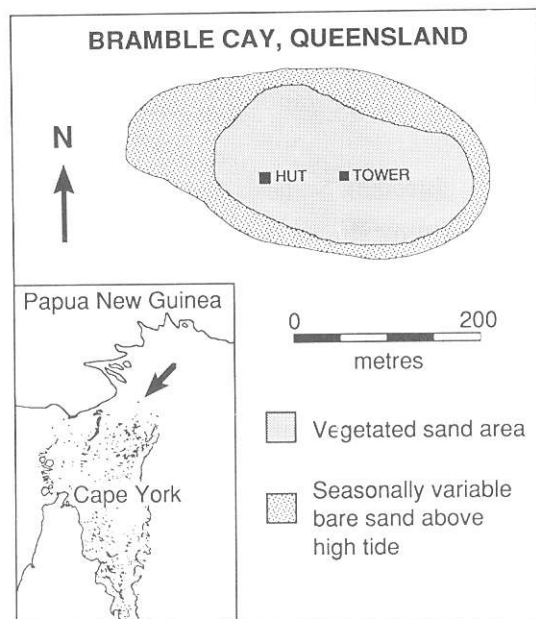 BRAMBLE CAY, QUEENSLAND
N
HUT
TOWER
Papua New Guinea
Cape York
0 200
metres
Vegetated sand area
Seasonally variable
bare sand above
high tide